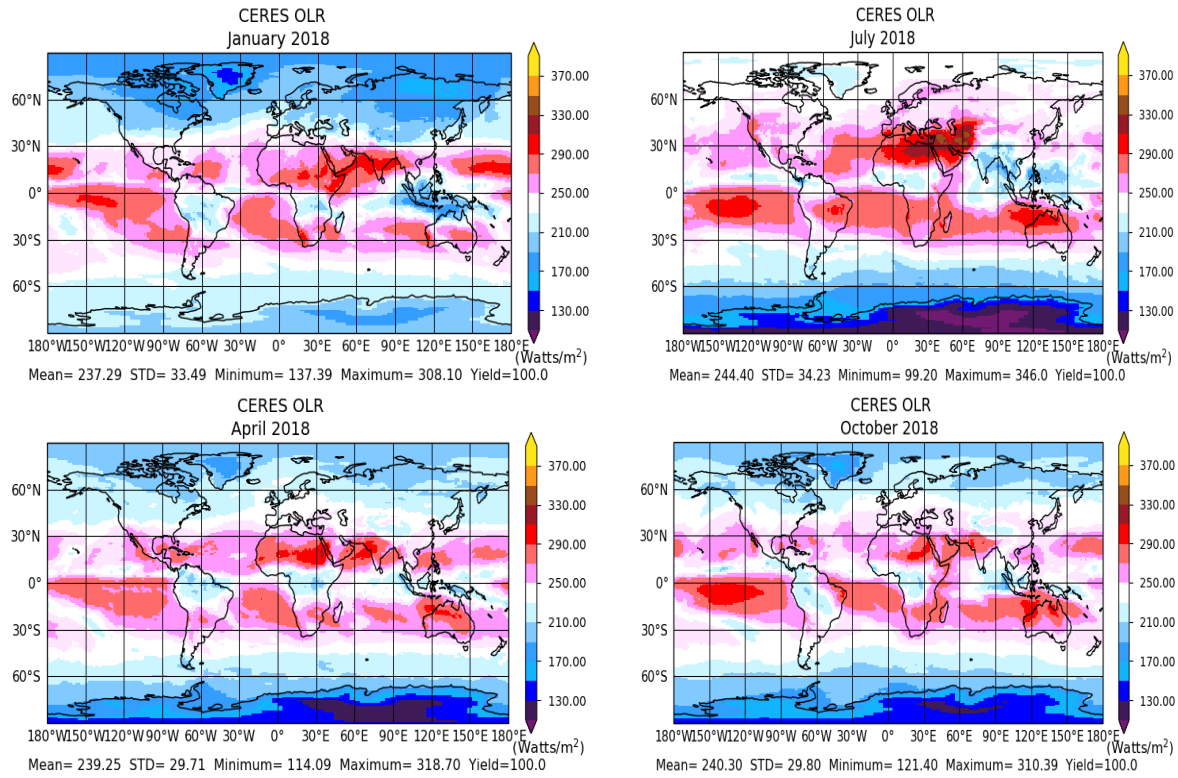 CERES OLR
January 2018
60°N
30°N
0°
30°S
60°S
180°W150°W120°W 90°W 60°W 30°W 0° 30°E 60°E 90°E 120°E 150°E 180°E
370.00
330.00
290.00
250.00
210.00
170.00
130.00
(Watts/m²)
Mean= 237.29 STD= 33.49 Minimum= 137.39 Maximum= 308.10 Yield=100.0
CERES OLR
July 2018
60°N
30°N
0°
30°S
60°S
180°W150°W120°W 90°W 60°W 30°W 0° 30°E 60°E 90°E 120°E 150°E 180°E
370.00
330.00
290.00
250.00
210.00
170.00
130.00
(Watts/m²)
Mean= 244.40 STD= 34.23 Minimum= 99.20 Maximum= 346.0 Yield=100.0
CERES OLR
April 2018
60°N
30°N
0°
30°S
60°S
180°W150°W120°W 90°W 60°W 30°W 0° 30°E 60°E 90°E 120°E 150°E 180°E
370.00
330.00
290.00
250.00
210.00
170.00
130.00
(Watts/m²)
Mean= 239.25 STD= 29.71 Minimum= 114.09 Maximum= 318.70 Yield=100.0
CERES OLR
October 2018
60°N
30°N
0°
30°S
60°S
180°W150°W120°W 90°W 60°W 30°W 0° 30°E 60°E 90°E 120°E 150°E 180°E
370.00
330.00
290.00
250.00
210.00
170.00
130.00
(Watts/m²)
Mean= 240.30 STD= 29.80 Minimum= 121.40 Maximum= 310.39 Yield=100.0